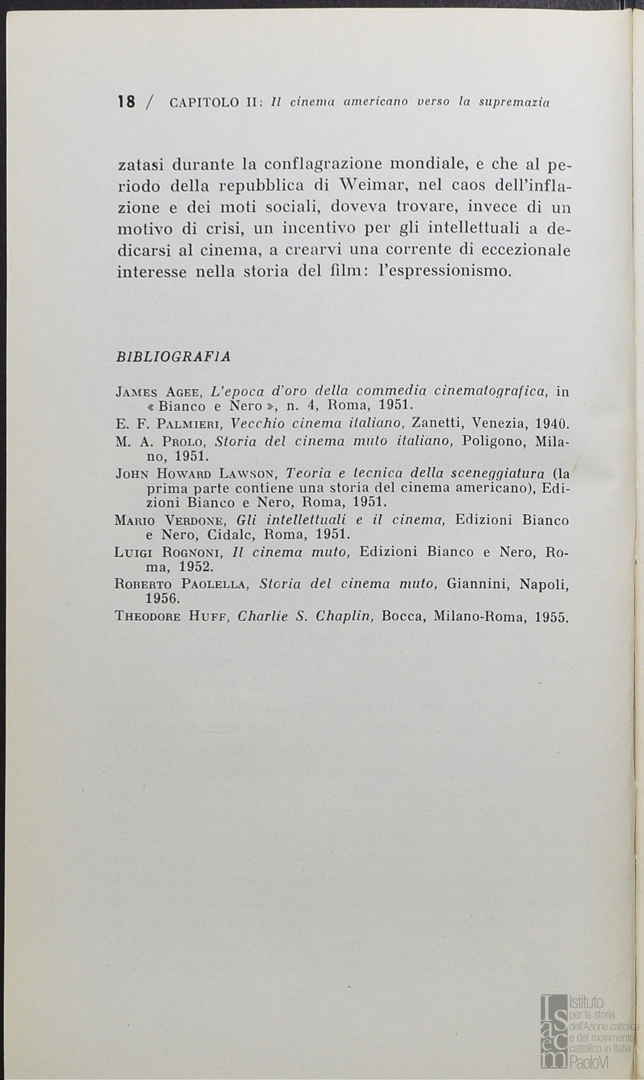 18 / CAPITOLO II: Il cinema americano verso la supremazia
zatasi durante la conflagrazione mondiale, e che al pe-
riodo della repubblica di Weimar, nel caos dell'infla-
zione e dei moti sociali, doveva trovare, invece di un
motivo di crisi, un incentivo per gli intellettuali a de-
dicarsi al cinema, a crearvi una corrente di eccezionale
interesse nella storia del film: l'espressionismo.
BIBLIOGRAFIA
JAMES AGEE, L'epoca d'oro della commedia cinematografica, in
« Bianco e Nero », n. 4, Roma, 1951.
E. F. PALMIERI, Vecchio cinema italiano, Zanetti, Venezia, 1940.
M. A. PROLO, Storia del cinema muto italiano, Poligono, Mila-
no, 1951.
JOHN HOWARD LAWSON, Teoria e tecnica della sceneggiatura (la
prima parte contiene una storia del cinema americano), Edi-
zioni Bianco e Nero, Roma, 1951.
MARIO VERDONE, Gli intellettuali e il cinema, Edizioni Bianco
e Nero, Cidalc, Roma, 1951.
LUIGI ROGNONI, Il cinema muto, Edizioni Bianco e Nero, Ro-
ma, 1952.
ROBERTO PAOLELLA, Storia del cinema muto, Giannini, Napoli,
1956.
THEODORE HUFF, Charlie S. Chaplin, Bocca, Milano-Roma, 1955.
Isacem
Istituto
per la storia
dell'Azione cattolica
e del movimento
cattolico in Italia
PaoloVI